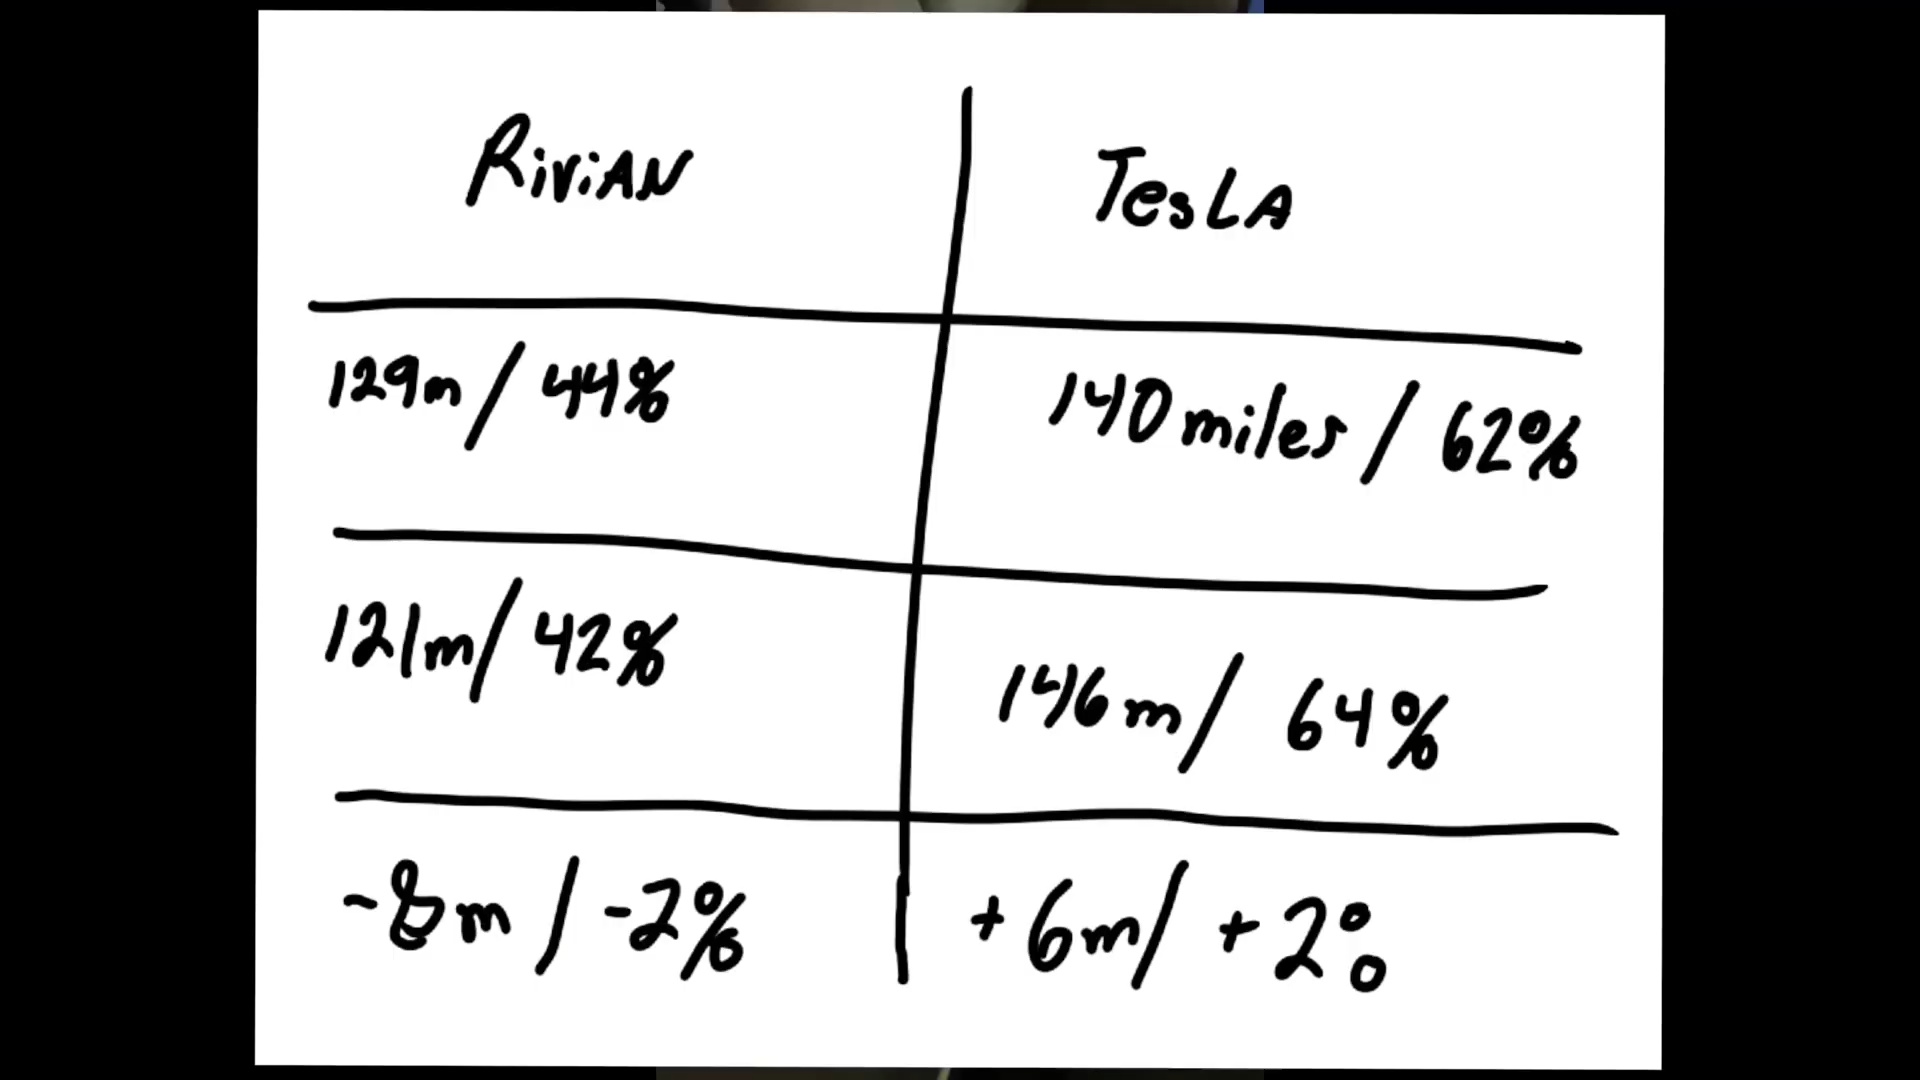 RiviAN
TesLA
129m / 44%
140 miles / 62%
121m / 42%
146m / 64%
-8m / -2%
+6m / +2%